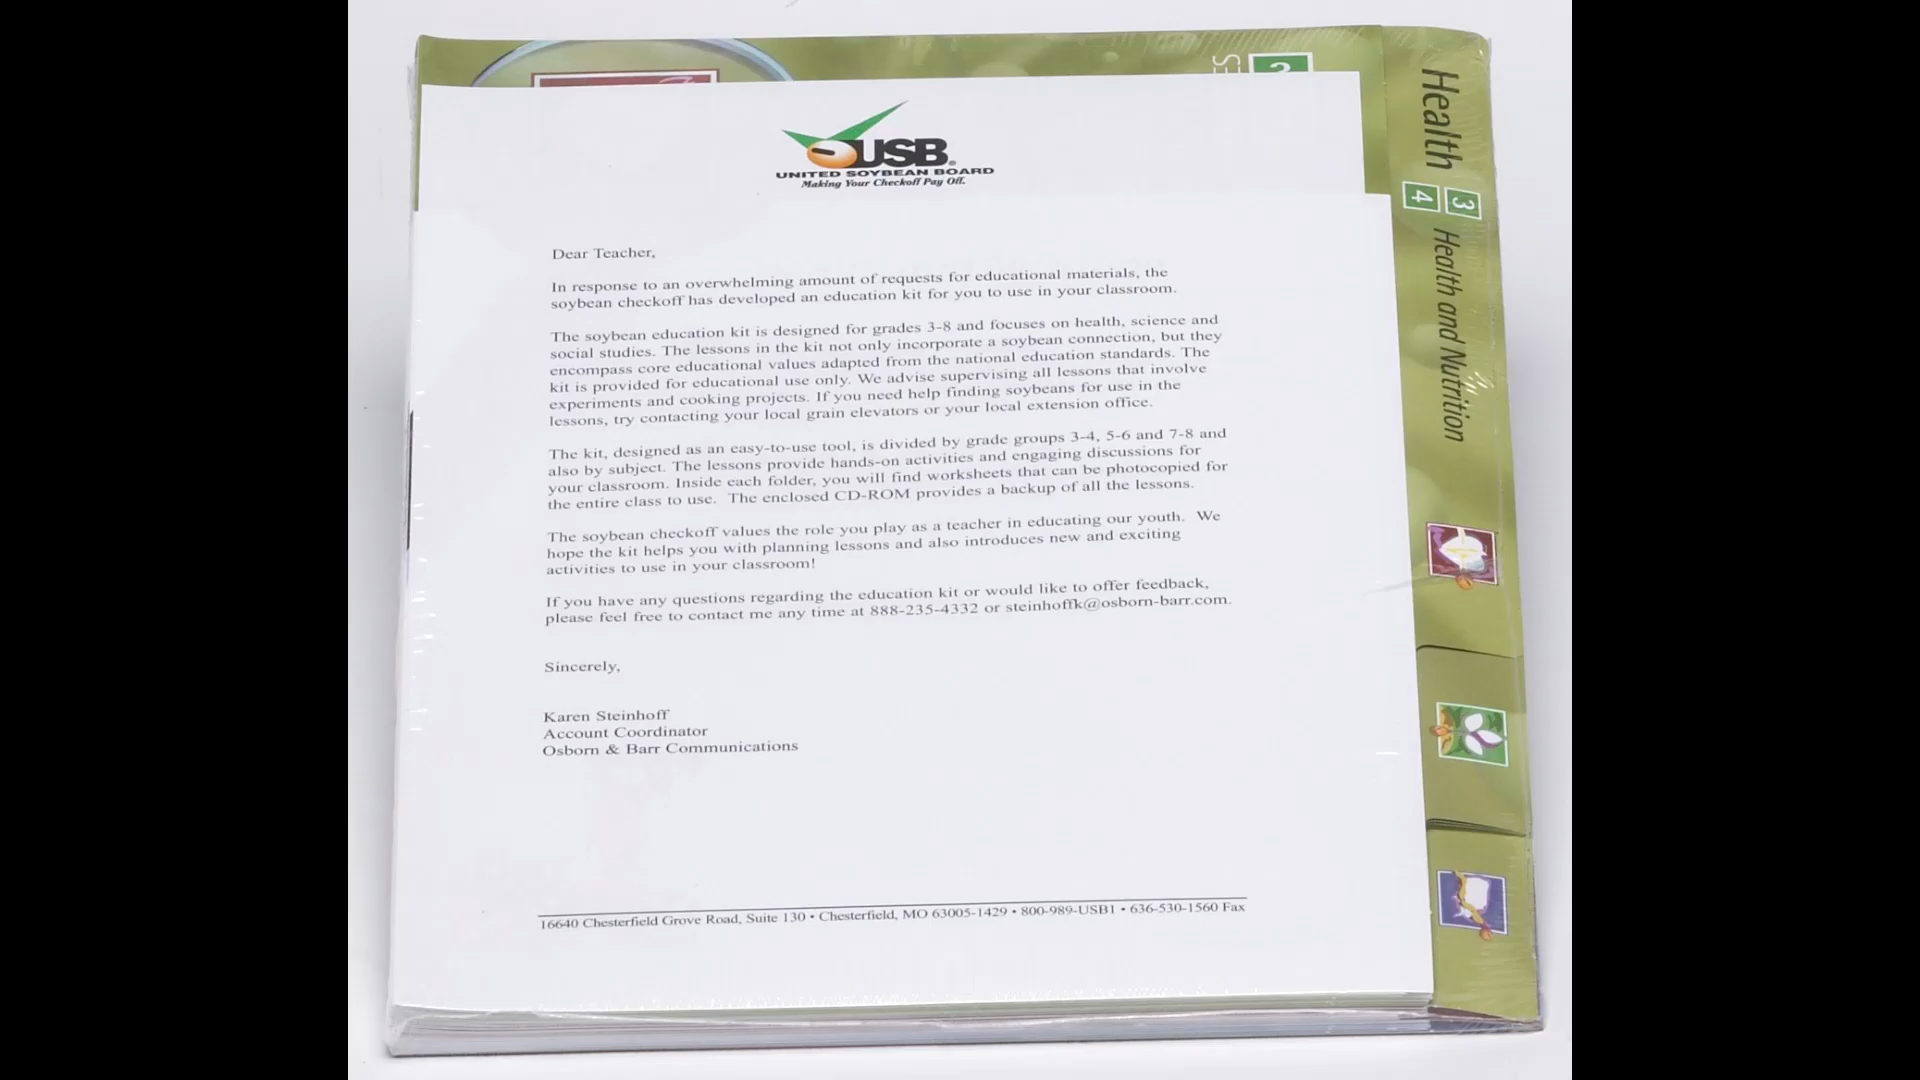 3
USB®
UNITED SOYBEAN BOARD
Making Your Checkoff Pay Off.
Dear Teacher,
In response to an overwhelming amount of requests for educational materials, the
soybean checkoff has developed an education kit for you to use in your classroom.
The soybean education kit is designed for grades 3-8 and focuses on health, science and
social studies. The lessons in the kit not only incorporate a soybean connection, but they
encompass core educational values adapted from the national education standards. The
kit is provided for educational use only. We advise supervising all lessons that involve
experiments and cooking projects. If you need help finding soybeans for use in the
lessons, try contacting your local grain elevators or your local extension office.
The kit, designed as an easy-to-use tool, is divided by grade groups 3-4, 5-6 and 7-8 and
also by subject. The lessons provide hands-on activities and engaging discussions for
your classroom. Inside each folder, you will find worksheets that can be photocopied for
the entire class to use. The enclosed CD-ROM provides a backup of all the lessons.
The soybean checkoff values the role you play as a teacher in educating our youth. We
hope the kit helps you with planning lessons and also introduces new and exciting
activities to use in your classroom!
If you have any questions regarding the education kit or would like to offer feedback,
please feel free to contact me any time at 888-235-4332 or steinhoffk@osborn-barr.com.
Sincerely,
Karen Steinhoff
Account Coordinator
Osborn & Barr Communications
16640 Chesterfield Grove Road, Suite 130 • Chesterfield, MO 63005-1429 • 800-989-USB1 • 636-530-1560 Fax
Health
3
4
Health and Nutrition